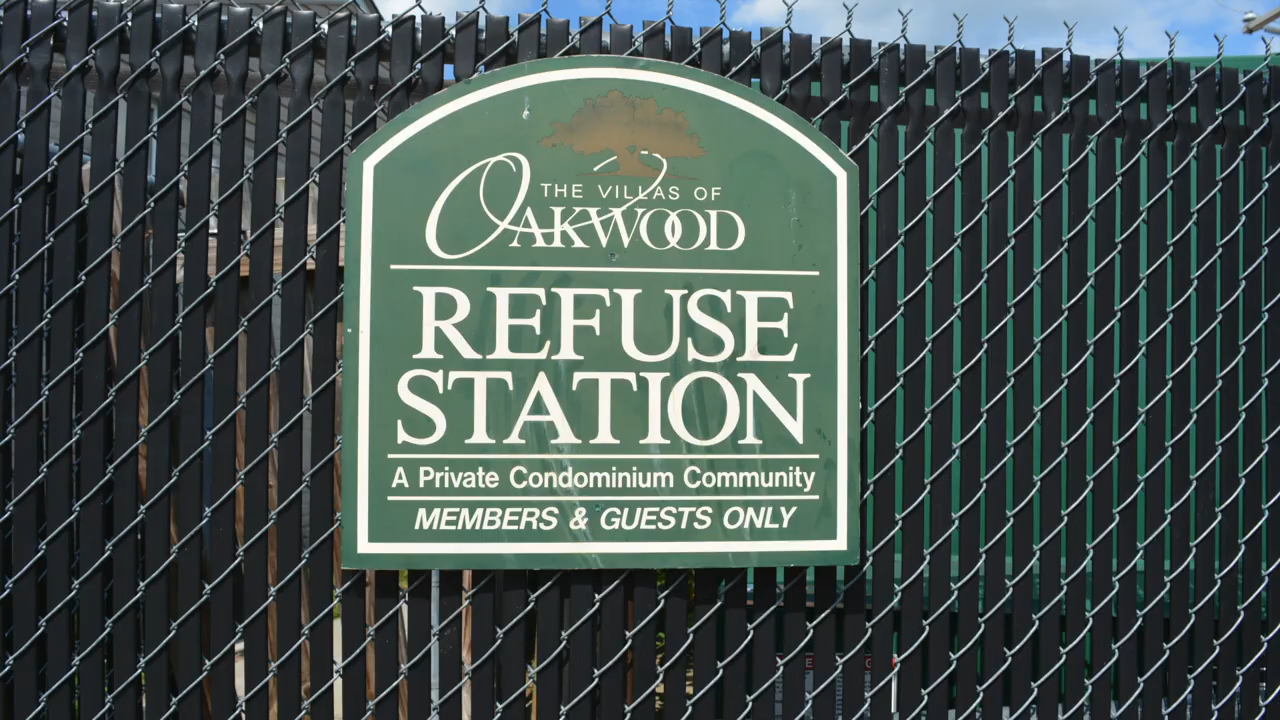 THE VILLAS OF
OAKWOOD
REFUSE
STATION
A Private Condominium Community
MEMBERS & GUESTS ONLY